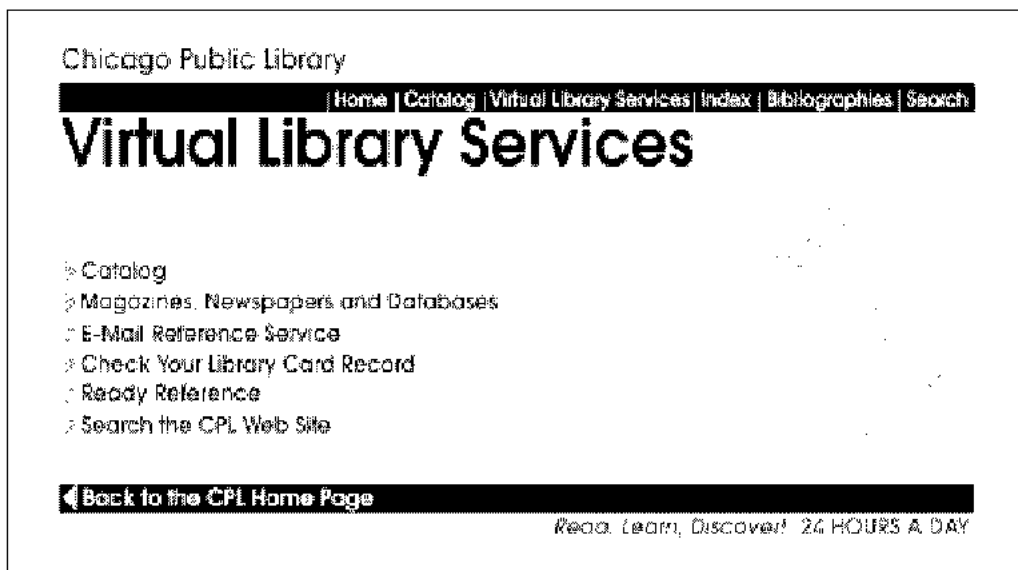 Chicago Public Library
| Home | Catalog | Virtual Library Services | Index | Bibliographies | Search
Virtual Library Services
Catalog
Magazines, Newspapers and Databases
E-Mail Reference Service
Check Your Library Card Record
Ready Reference
Search the CPL Web Site
Back to the CPL Home Page
Read, Learn, Discover! 24 HOURS A DAY